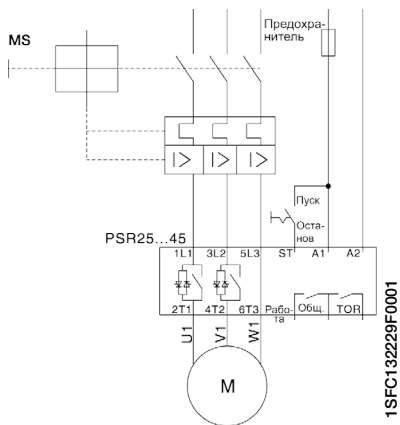 Предохра-
нитель
MS
I> I> I>
Пуск
Оста-
нов
PSR25...45
1L1 3L2 5L3 ST A1 A2
2T1 4T2 6T3 Рабо-
та Общ. TOR
U1 V1 W1
M
1SFC132229F0001